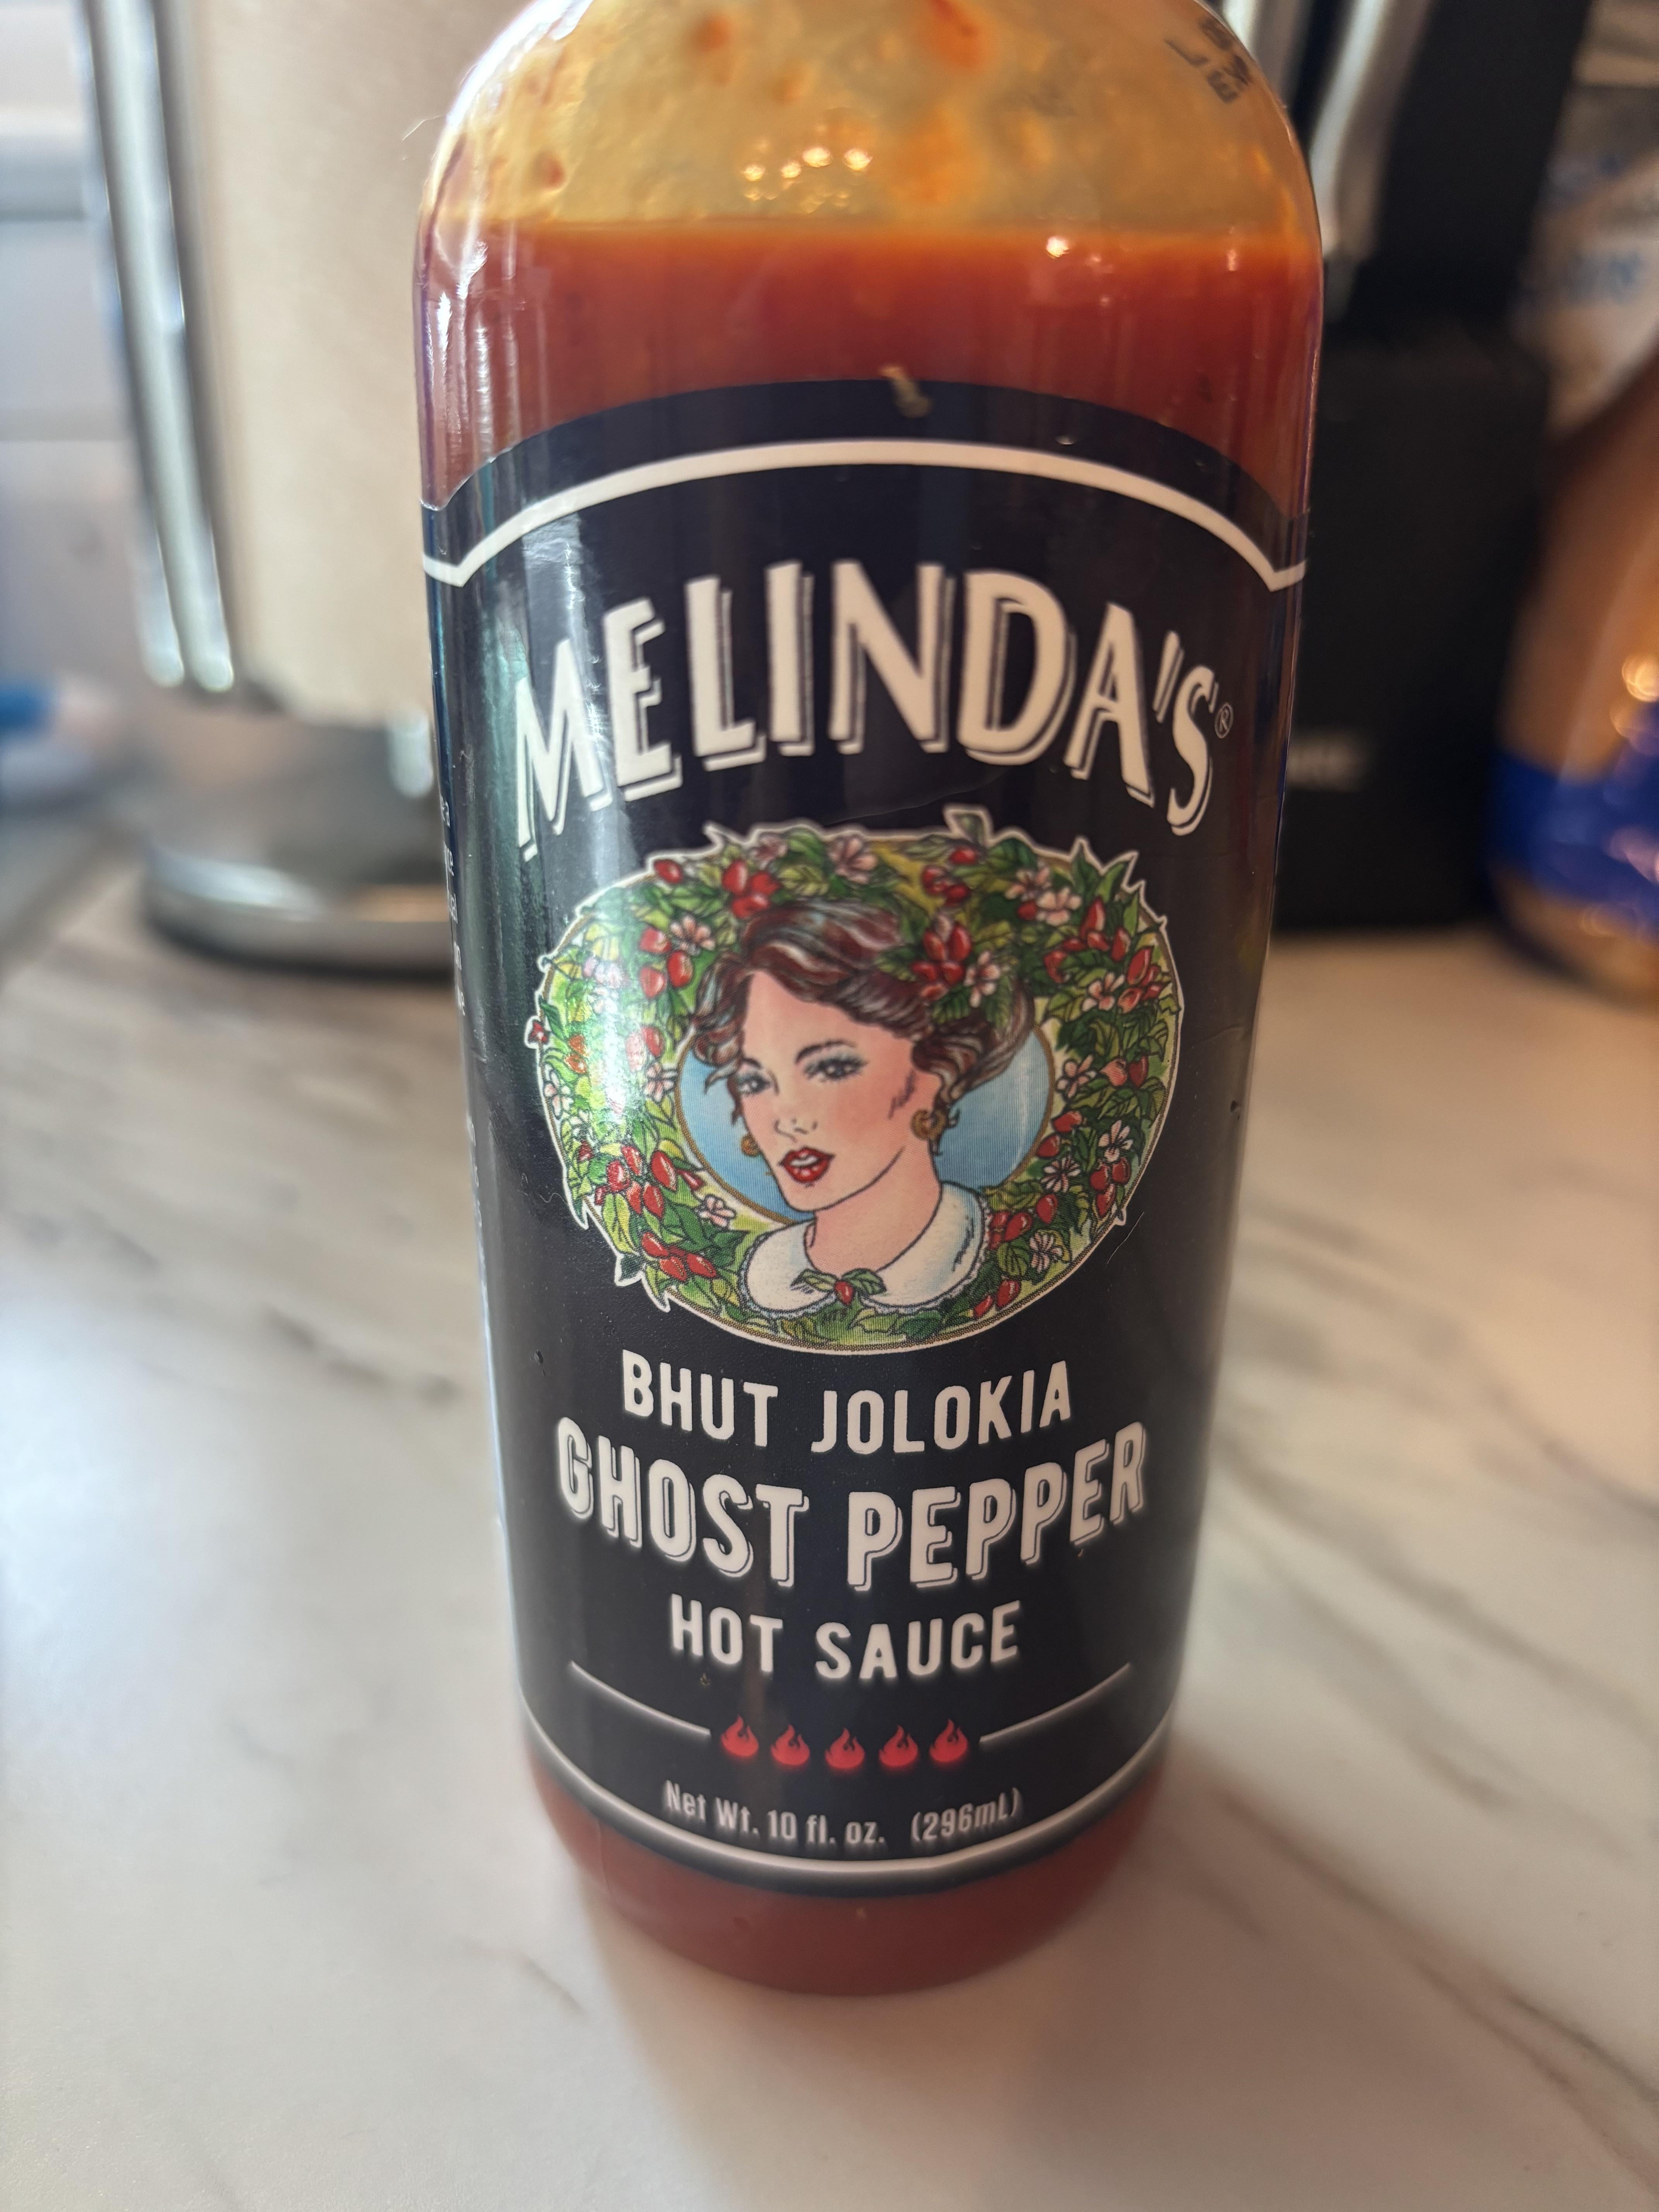 MELINDA'S®
BHUT JOLOKIA
GHOST PEPPER
HOT SAUCE
Net Wt. 10 fl. oz. (296mL)